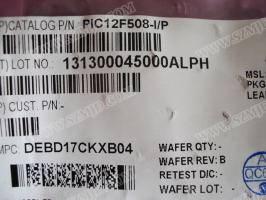 P)CATALOG P/N PIC12F508-I/P
T) LOT NO.: 131300045000ALPH
MSL
PKG
LEA
P) CUST. P/N:-
MPC: DEBD17CKXB04
WAFER QTY: -
WAFER REV: B
RETEST DIC: -
WAFER LOT: -